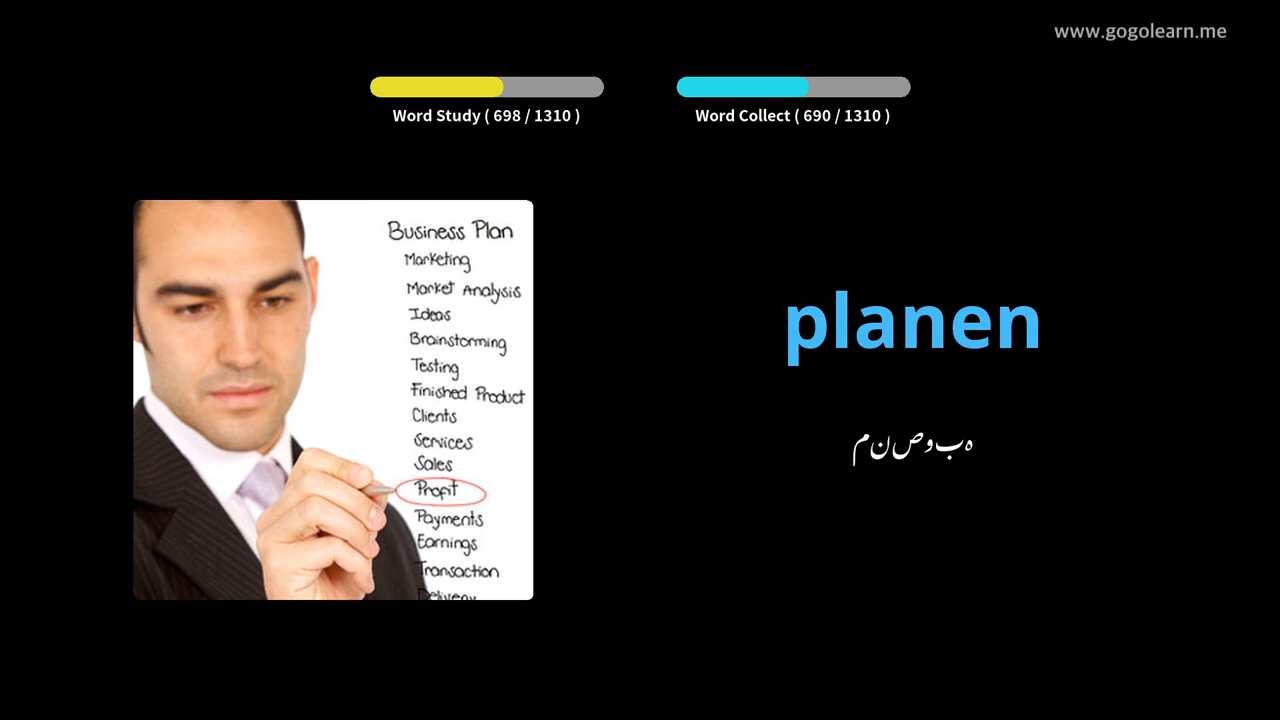 www.gogolearn.me
Word Study ( 698 / 1310 )
Word Collect ( 690 / 1310 )
Business Plan
Marketing
Market Analysis
Ideas
Brainstorming
Testing
Finished Product
Clients
Services
Sales
Profit
Payments
Earnings
Transaction
Delivery
planen
ہ ب و ص ن م